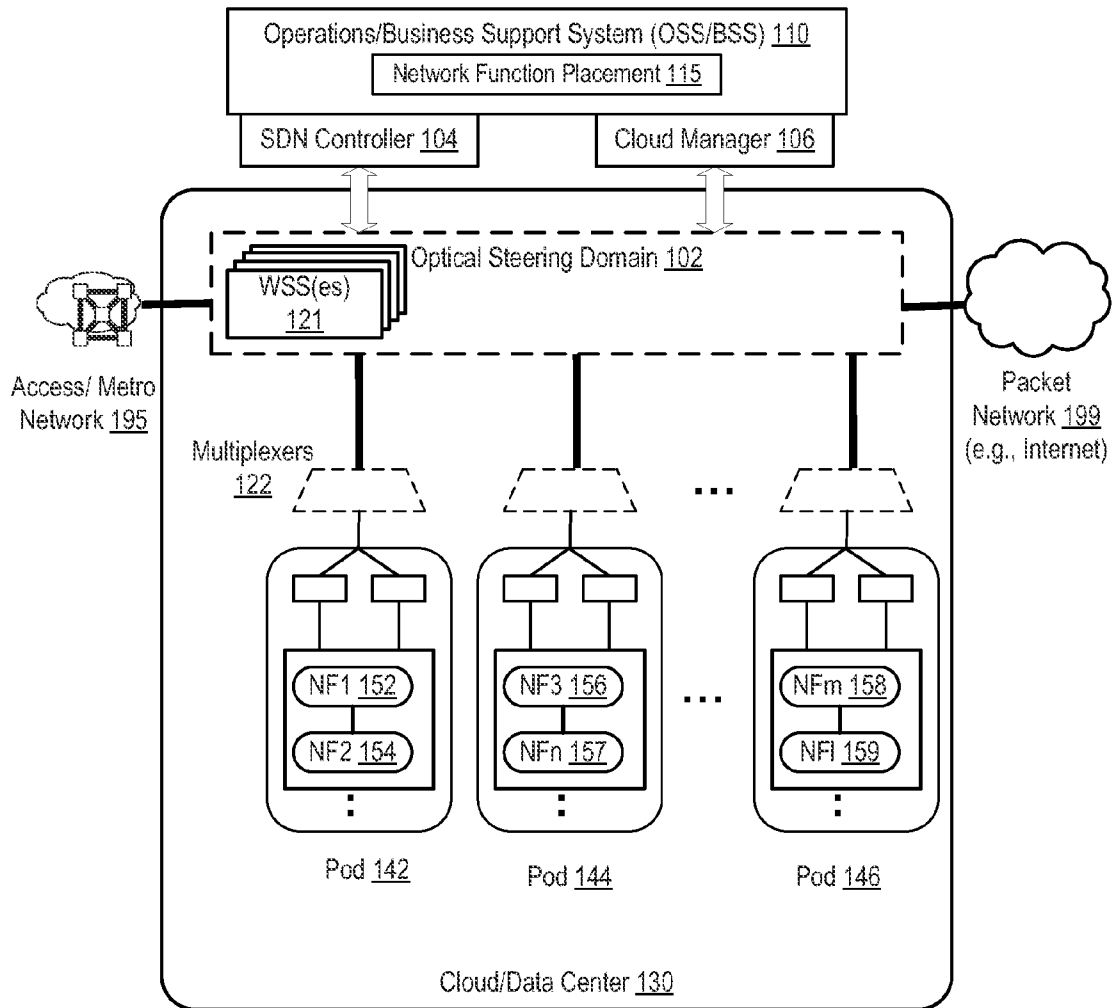 Operations/Business Support System (OSS/BSS) 110
Network Function Placement 115
SDN Controller 104
Cloud Manager 106
Optical Steering Domain 102
WSS(es)
121
Access/ Metro
Network 195
Packet
Network 199
(e.g., Internet)
Multiplexers
122
...
NF1 152
NF2 154
NF3 156
NFn 157
...
NFm 158
NFl 159
Pod 142
Pod 144
Pod 146
Cloud/Data Center 130